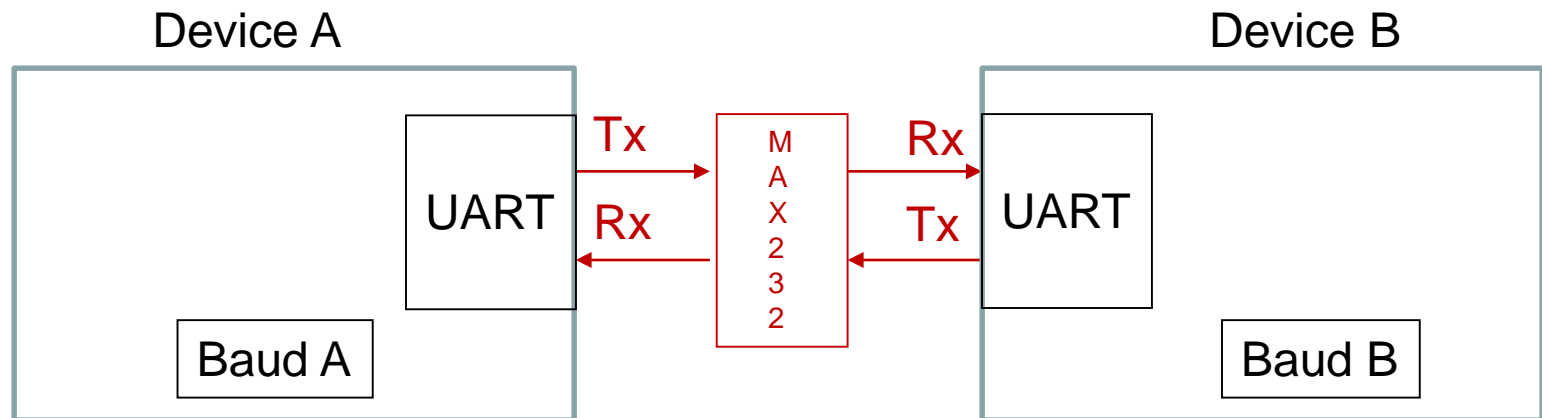 Device A
Device B
Tx
Rx
UART
M
A
X
2
3
2
Rx
Tx
UART
Baud A
Baud B